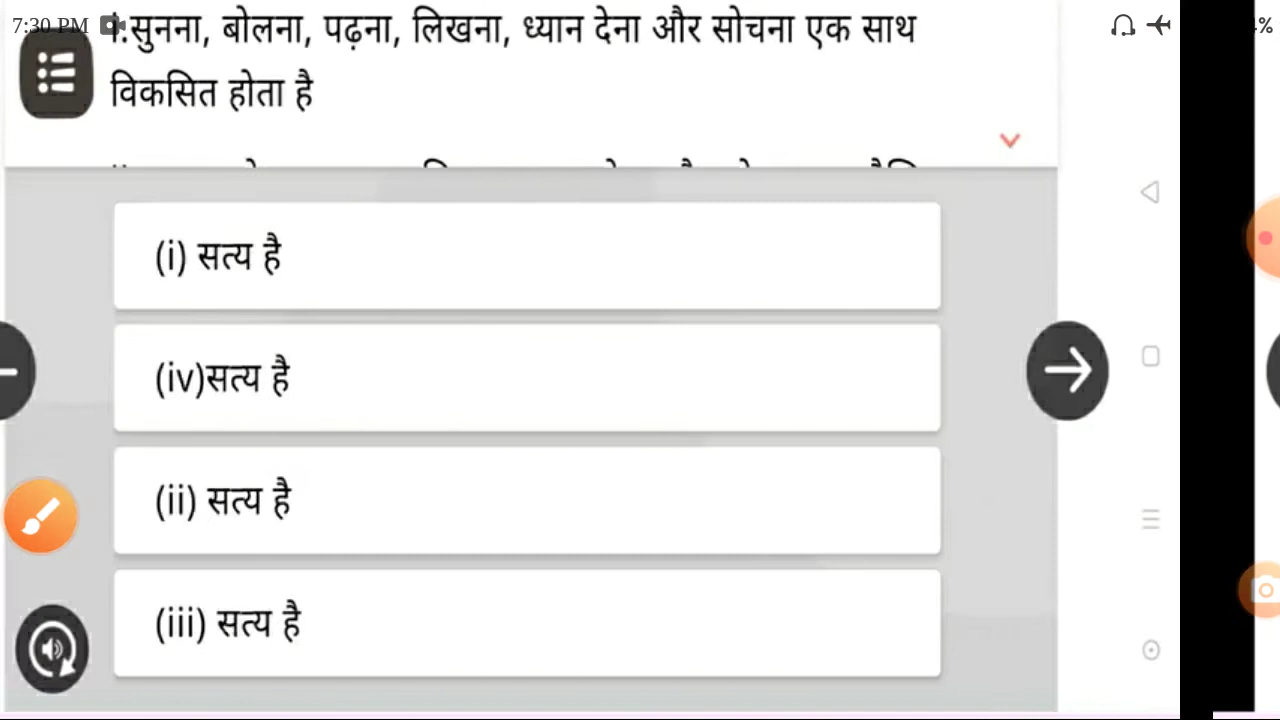 7:30 PM
i.सुनना, बोलना, पढ़ना, लिखना, ध्यान देना और सोचना एक साथ
विकसित होता है
(i) सत्य है
(iv)सत्य है
(ii) सत्य है
(iii) सत्य है